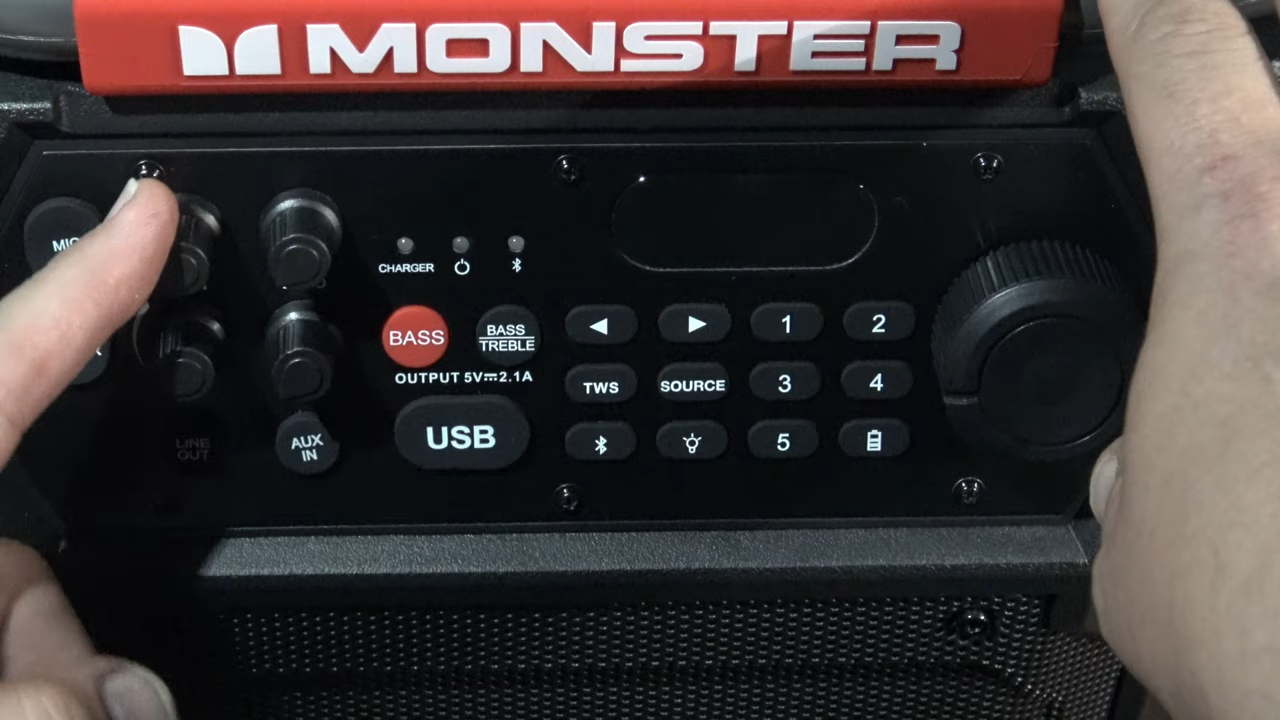 MONSTER
MIC
CHARGER
BASS
BASS
TREBLE
OUTPUT 5V⎓2.1A
USB
LINE
OUT
AUX
IN
1
2
TWS
SOURCE
3
4
5